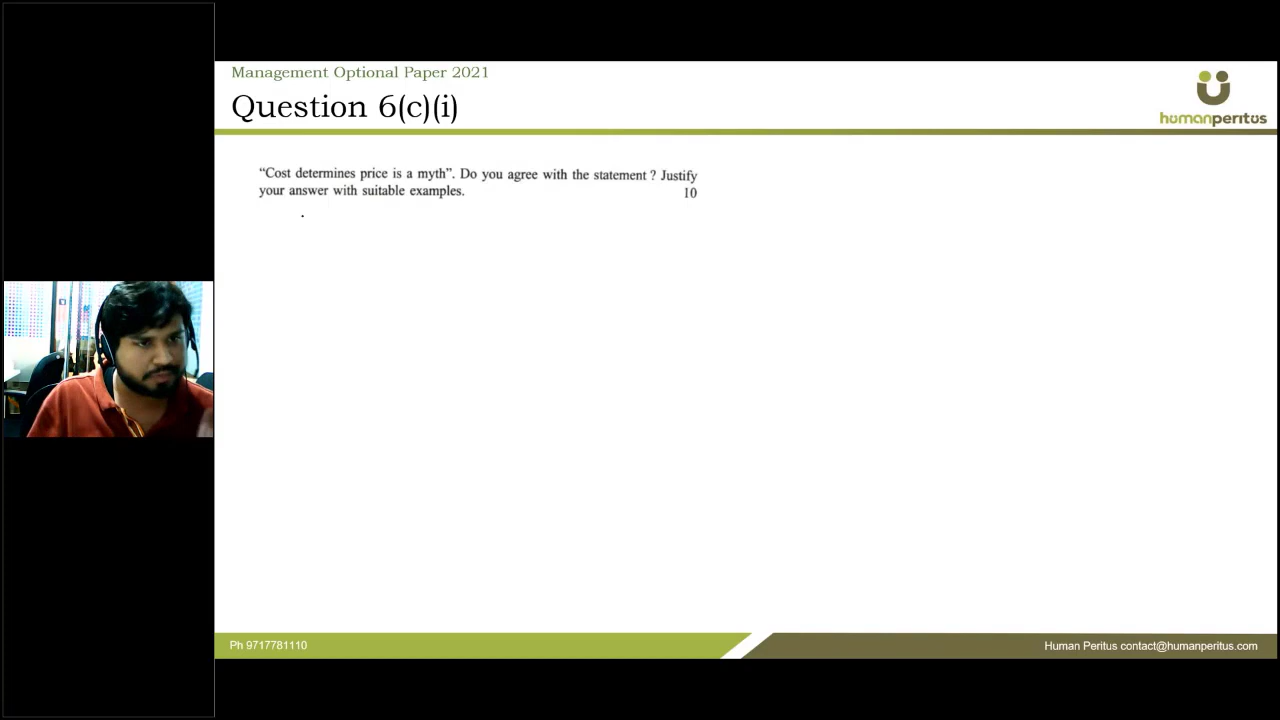 Management Optional Paper 2021
Question 6(c)(i)
humanperitus
“Cost determines price is a myth”. Do you agree with the statement ? Justify
your answer with suitable examples.
10
Ph 9717781110
Human Peritus contact@humanperitus.com